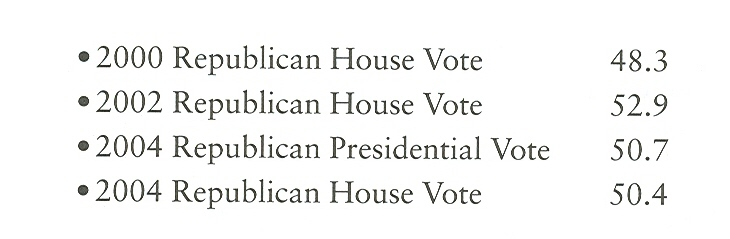 • 2000 Republican House Vote 48.3
• 2002 Republican House Vote 52.9
• 2004 Republican Presidential Vote 50.7
• 2004 Republican House Vote 50.4